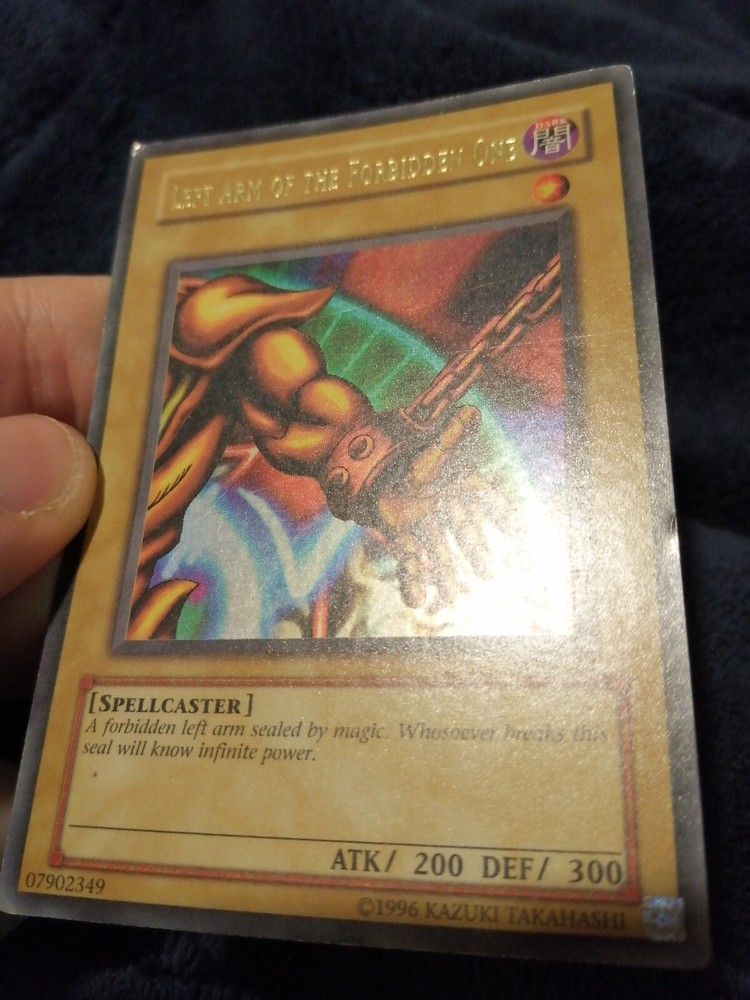 LEFT ARM OF THE FORBIDDEN ONE
DARK
闇
[SPELLCASTER]
A forbidden left arm sealed by magic. Whosoever breaks this
seal will know infinite power.
ATK/ 200 DEF/ 300
07902349
©1996 KAZUKI TAKAHASHI